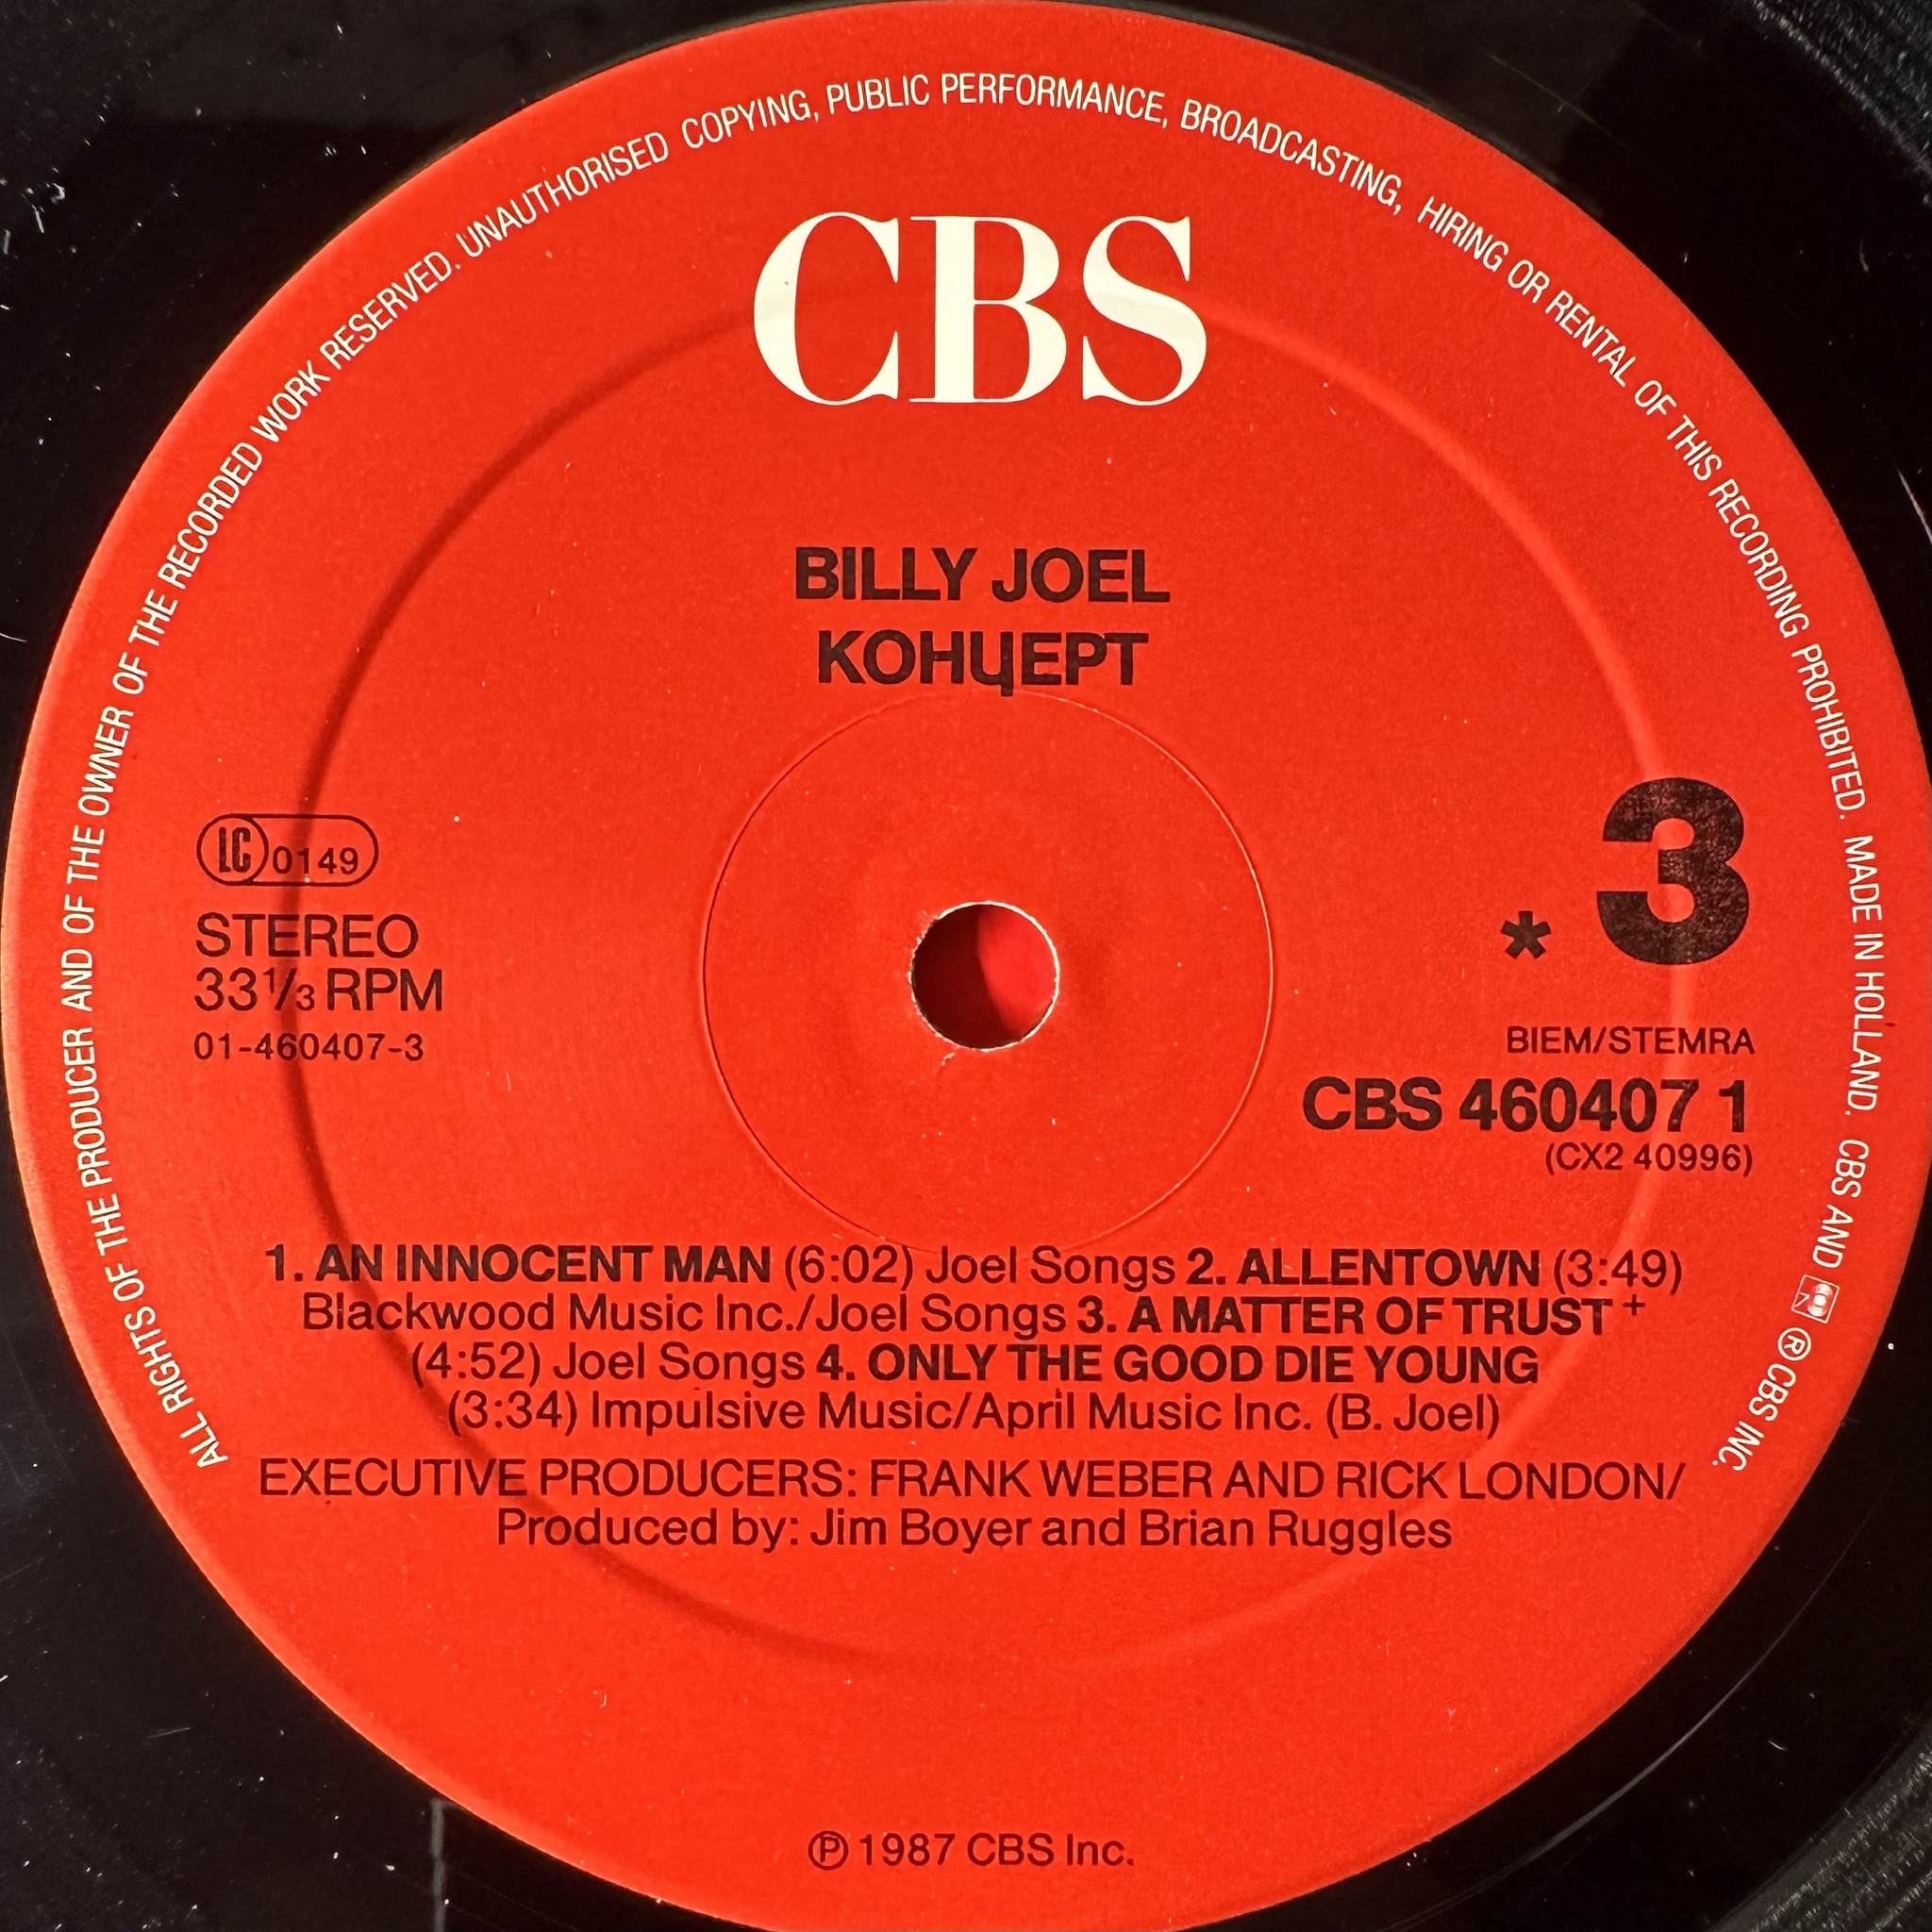 ALL RIGHTS OF THE PRODUCER AND OF THE OWNER OF THE RECORDED WORK RESERVED. UNAUTHORISED COPYING, PUBLIC PERFORMANCE, BROADCASTING, HIRING OR RENTAL OF THIS RECORDING PROHIBITED. MADE IN HOLLAND. CBS AND ® CBS INC.
CBS
BILLY JOEL
КОНЦЕРТ
LC 0149
STEREO
33⅓ RPM
01-460407-3
* 3
BIEM/STEMRA
CBS 460407 1
(CX2 40996)
1. AN INNOCENT MAN (6:02) Joel Songs 2. ALLENTOWN (3:49)
Blackwood Music Inc./Joel Songs 3. A MATTER OF TRUST +
(4:52) Joel Songs 4. ONLY THE GOOD DIE YOUNG
(3:34) Impulsive Music/April Music Inc. (B. Joel)
EXECUTIVE PRODUCERS: FRANK WEBER AND RICK LONDON/
Produced by: Jim Boyer and Brian Ruggles
℗ 1987 CBS Inc.